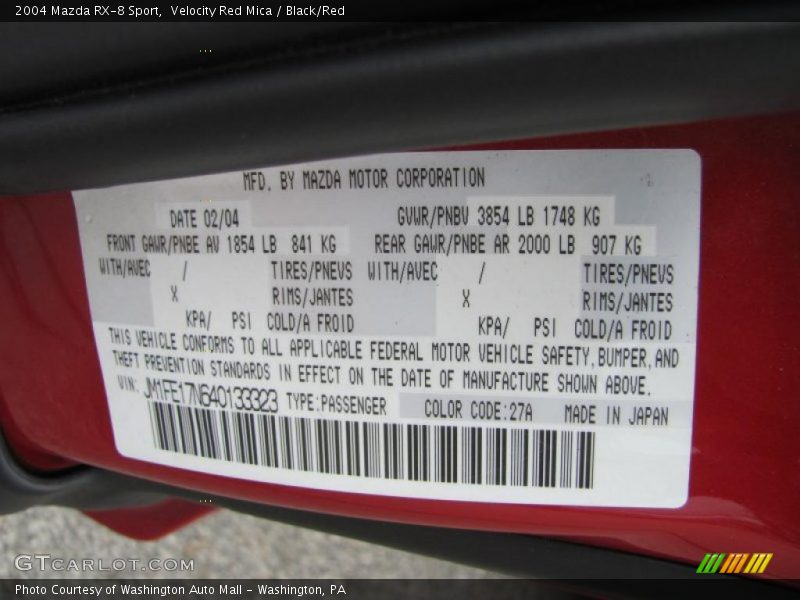 2004 Mazda RX-8 Sport,  Velocity Red Mica / Black/Red
MFD. BY MAZDA MOTOR CORPORATION
DATE 02/04 GVWR/PNBV 3854 LB 1748 KG
FRONT GAWR/PNBE AV 1854 LB 841 KG REAR GAWR/PNBE AR 2000 LB 907 KG
WITH/AVEC / TIRES/PNEVS WITH/AVEC / TIRES/PNEVS
X RIMS/JANTES X RIMS/JANTES
KPA/ PSI COLD/A FROID KPA/ PSI COLD/A FROID
THIS VEHICLE CONFORMS TO ALL APPLICABLE FEDERAL MOTOR VEHICLE SAFETY, BUMPER, AND
THEFT PREVENTION STANDARDS IN EFFECT ON THE DATE OF MANUFACTURE SHOWN ABOVE.
VIN: JM1FE17N640133323 TYPE:PASSENGER COLOR CODE:27A MADE IN JAPAN
GTCARLOT.COM
Photo Courtesy of Washington Auto Mall - Washington, PA